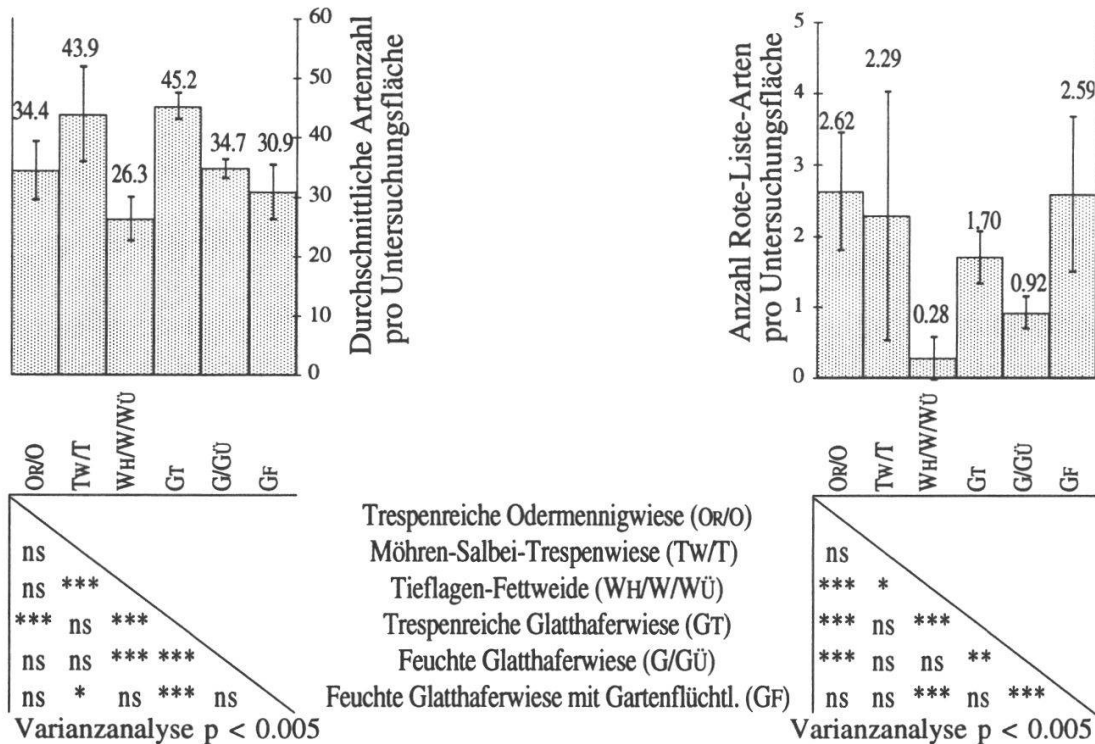 60
50
40
30
20
10
0
Durchschnittliche Artenzahl
pro Untersuchungsfläche
34.4
43.9
26.3
45.2
34.7
30.9
OR/O
TW/T
WH/W/WÜ
GT
G/GÜ
GF
5
4
3
2
1
0
Anzahl Rote-Liste-Arten
pro Untersuchungsfläche
2.62
2.29
0.28
1.70
0.92
2.59
OR/O
TW/T
WH/W/WÜ
GT
G/GÜ
GF
Trespenreiche Odermennigwiese (OR/O)
ns Möhren-Salbei-Trespenwiese (TW/T) ns
ns *** Tieflagen-Fettweide (WH/W/WÜ) *** *
*** ns *** Trespenreiche Glatthaferwiese (GT) *** ns ***
ns ns *** *** Feuchte Glatthaferwiese (G/GÜ) *** ns ns **
ns * ns *** ns Feuchte Glatthaferwiese mit Gartenflüchtl. (GF) ns ns *** ns ***
Varianzanalyse p < 0.005 Varianzanalyse p < 0.005